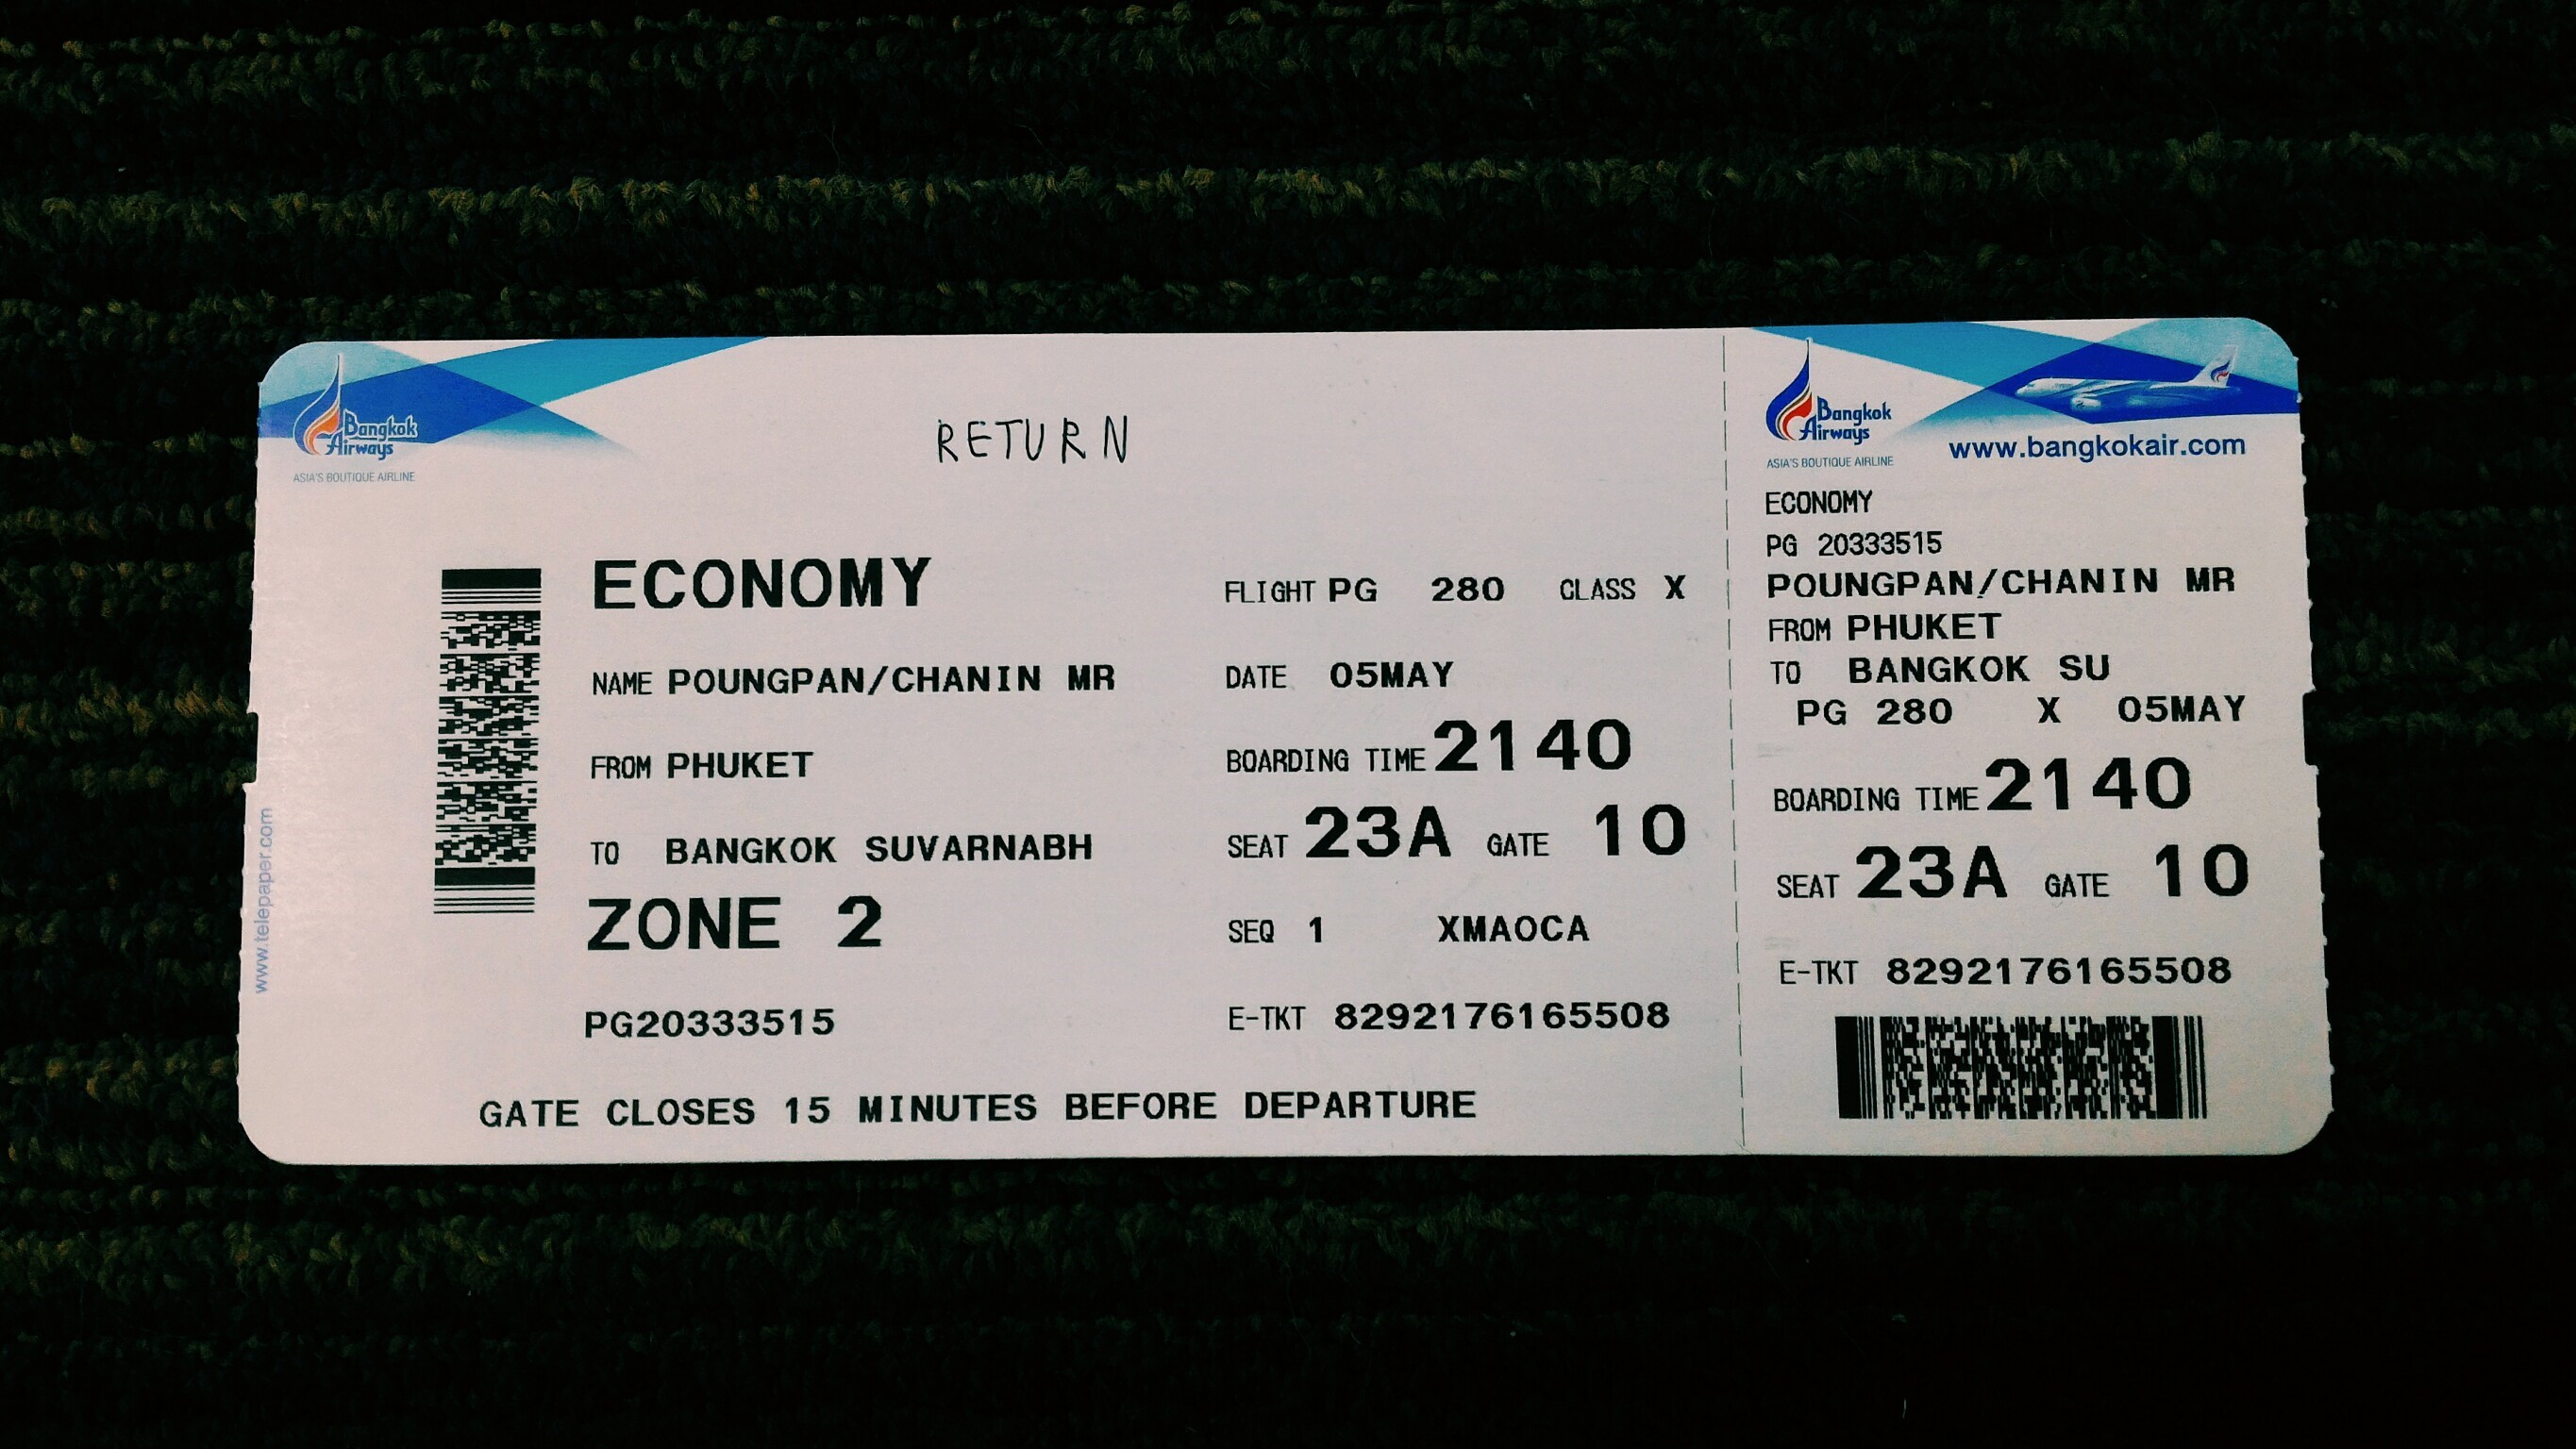 Bangkok
Airways
ASIA'S BOUTIQUE AIRLINE
RETURN
ECONOMY
FLIGHT PG 280 CLASS X
NAME POUNGPAN/CHANIN MR
DATE 05MAY
FROM PHUKET
BOARDING TIME 2140
TO BANGKOK SUVARNABH
SEAT 23A GATE 10
ZONE 2
SEQ 1 XMAOCA
PG20333515
E-TKT 8292176165508
GATE CLOSES 15 MINUTES BEFORE DEPARTURE
www.telepaper.com
Bangkok
Airways
ASIA'S BOUTIQUE AIRLINE
www.bangkokair.com
ECONOMY
PG 20333515
POUNGPAN/CHANIN MR
FROM PHUKET
TO BANGKOK SU
PG 280 X 05MAY
BOARDING TIME 2140
SEAT 23A GATE 10
E-TKT 8292176165508